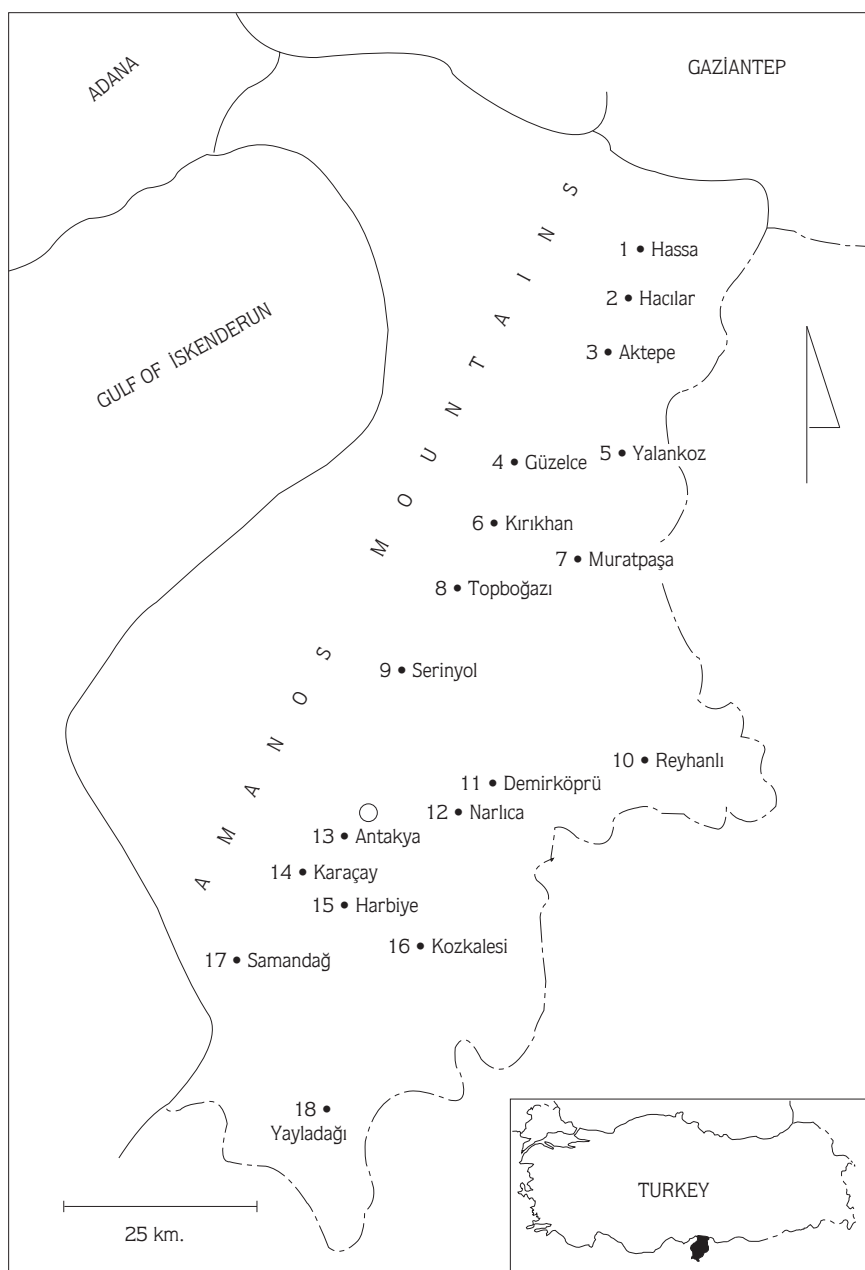 ADANA
GAZİANTEP
GULF OF İSKENDERUN
AMANOS MOUNTAINS
1 • Hassa
2 • Hacılar
3 • Aktepe
4 • Güzelce
5 • Yalankoz
6 • Kırıkhan
7 • Muratpaşa
8 • Topboğazı
9 • Serinyol
10 • Reyhanlı
11 • Demirköprü
12 • Narlıca
13 • Antakya
14 • Karaçay
15 • Harbiye
16 • Kozkalesi
17 • Samandağ
18 •
Yayladağı
25 km.
TURKEY